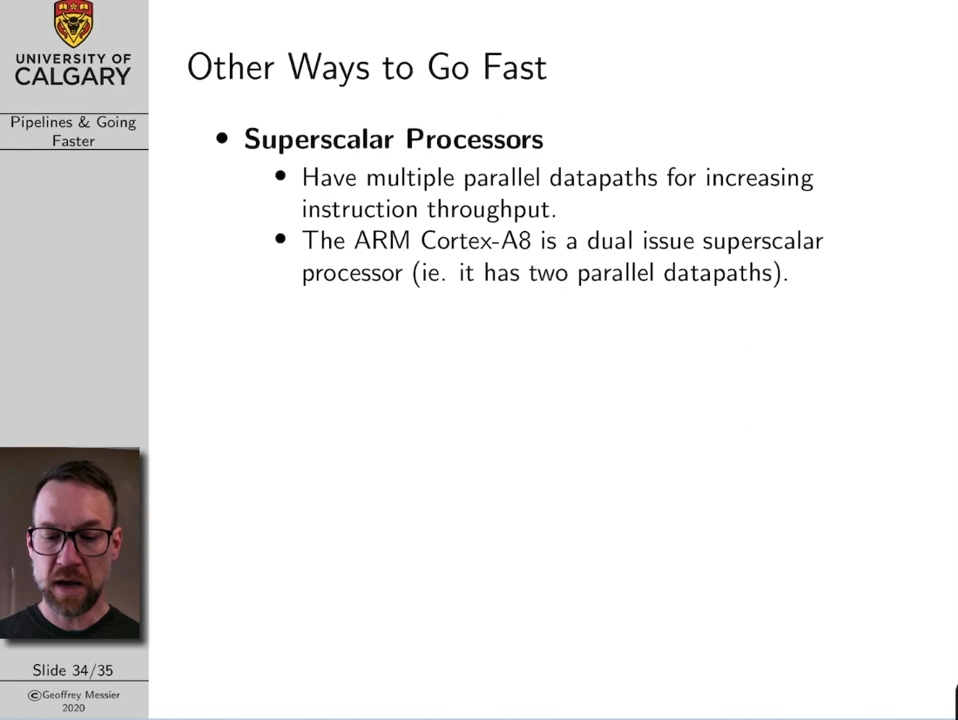 UNIVERSITY OF
CALGARY
Pipelines & Going
Faster
Other Ways to Go Fast
• Superscalar Processors
• Have multiple parallel datapaths for increasing
instruction throughput.
• The ARM Cortex-A8 is a dual issue superscalar
processor (ie. it has two parallel datapaths).
Slide 34/35
©Geoffrey Messier
2020